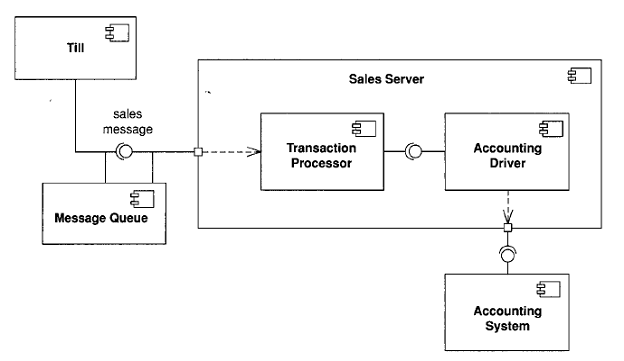 Till
Sales Server
sales
message
Transaction
Processor
Accounting
Driver
Message Queue
Accounting
System